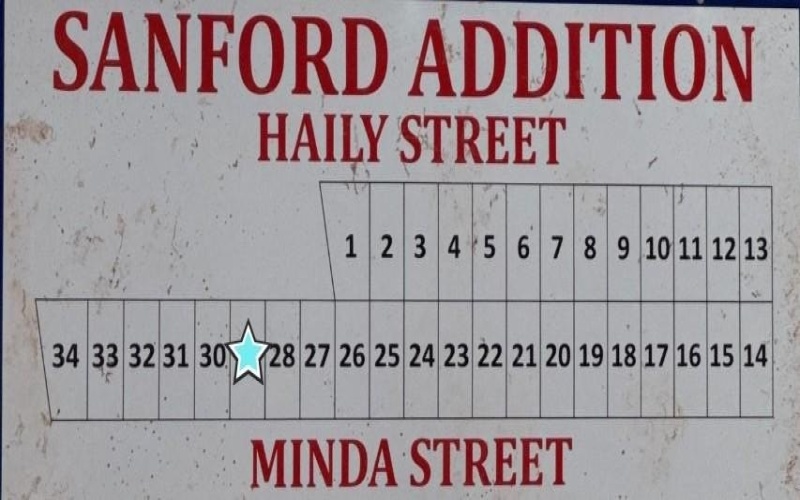 SANFORD ADDITION
HAILY STREET
1 2 3 4 5 6 7 8 9 10 11 12 13
34 33 32 31 30 28 27 26 25 24 23 22 21 20 19 18 17 16 15 14
MINDA STREET